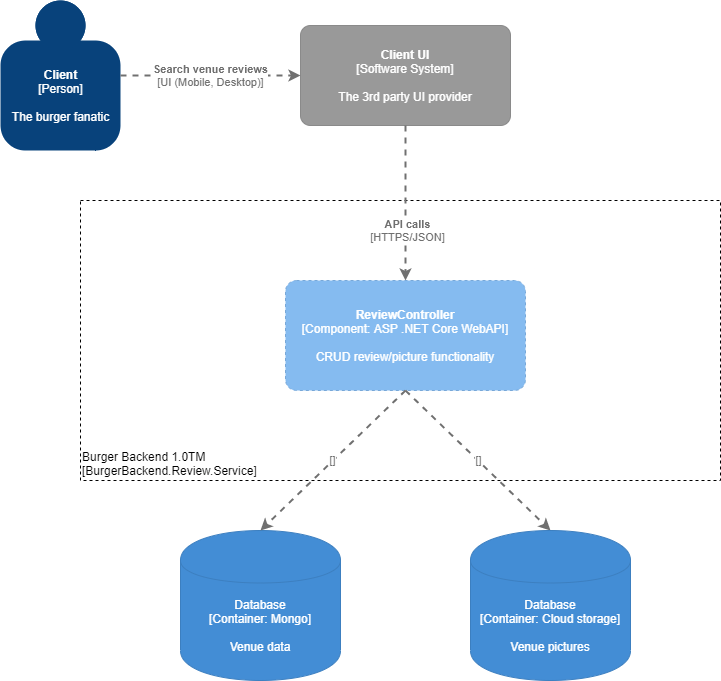 Client
[Person]
The burger fanatic
Search venue reviews
[UI (Mobile, Desktop)]
Client UI
[Software System]
The 3rd party UI provider
API calls
[HTTPS/JSON]
ReviewController
[Component: ASP .NET Core WebAPI]
CRUD review/picture functionality
Burger Backend 1.0TM
[BurgerBackend.Review.Service]
[]
[]
Database
[Container: Mongo]
Venue data
Database
[Container: Cloud storage]
Venue pictures